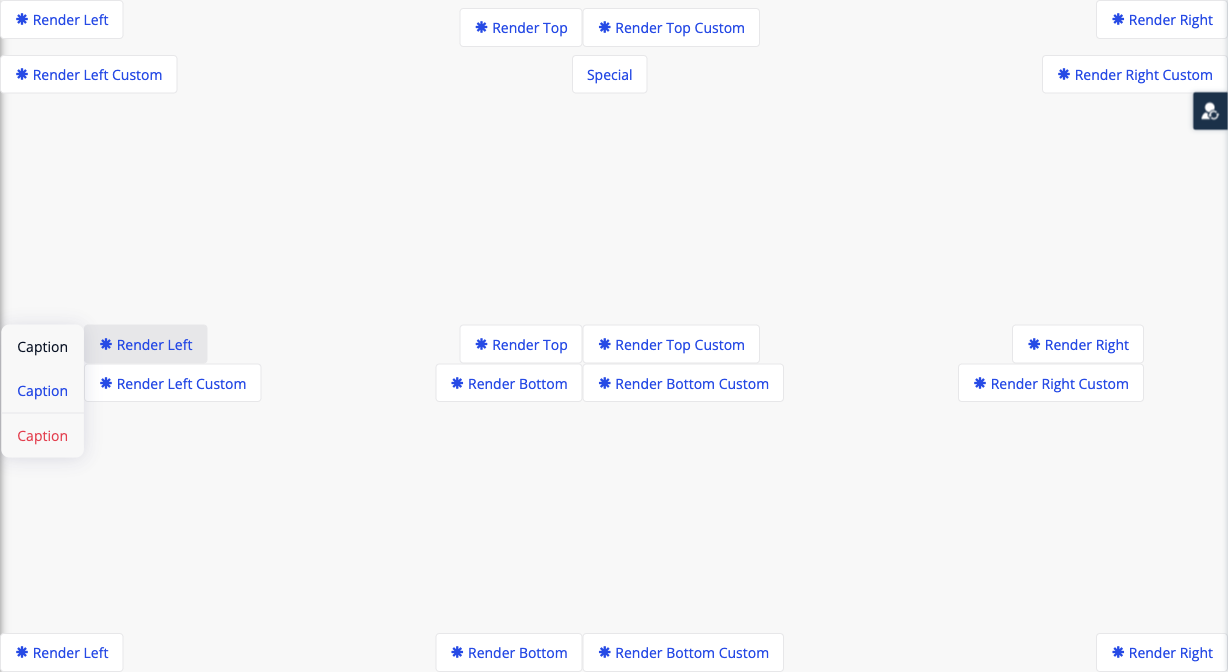 Render Left
Render Top
Render Top Custom
Render Right
Render Left Custom
Special
Render Right Custom
Caption
Render Left
Render Top
Render Top Custom
Render Right
Caption
Render Left Custom
Render Bottom
Render Bottom Custom
Render Right Custom
Caption
Render Left
Render Bottom
Render Bottom Custom
Render Right